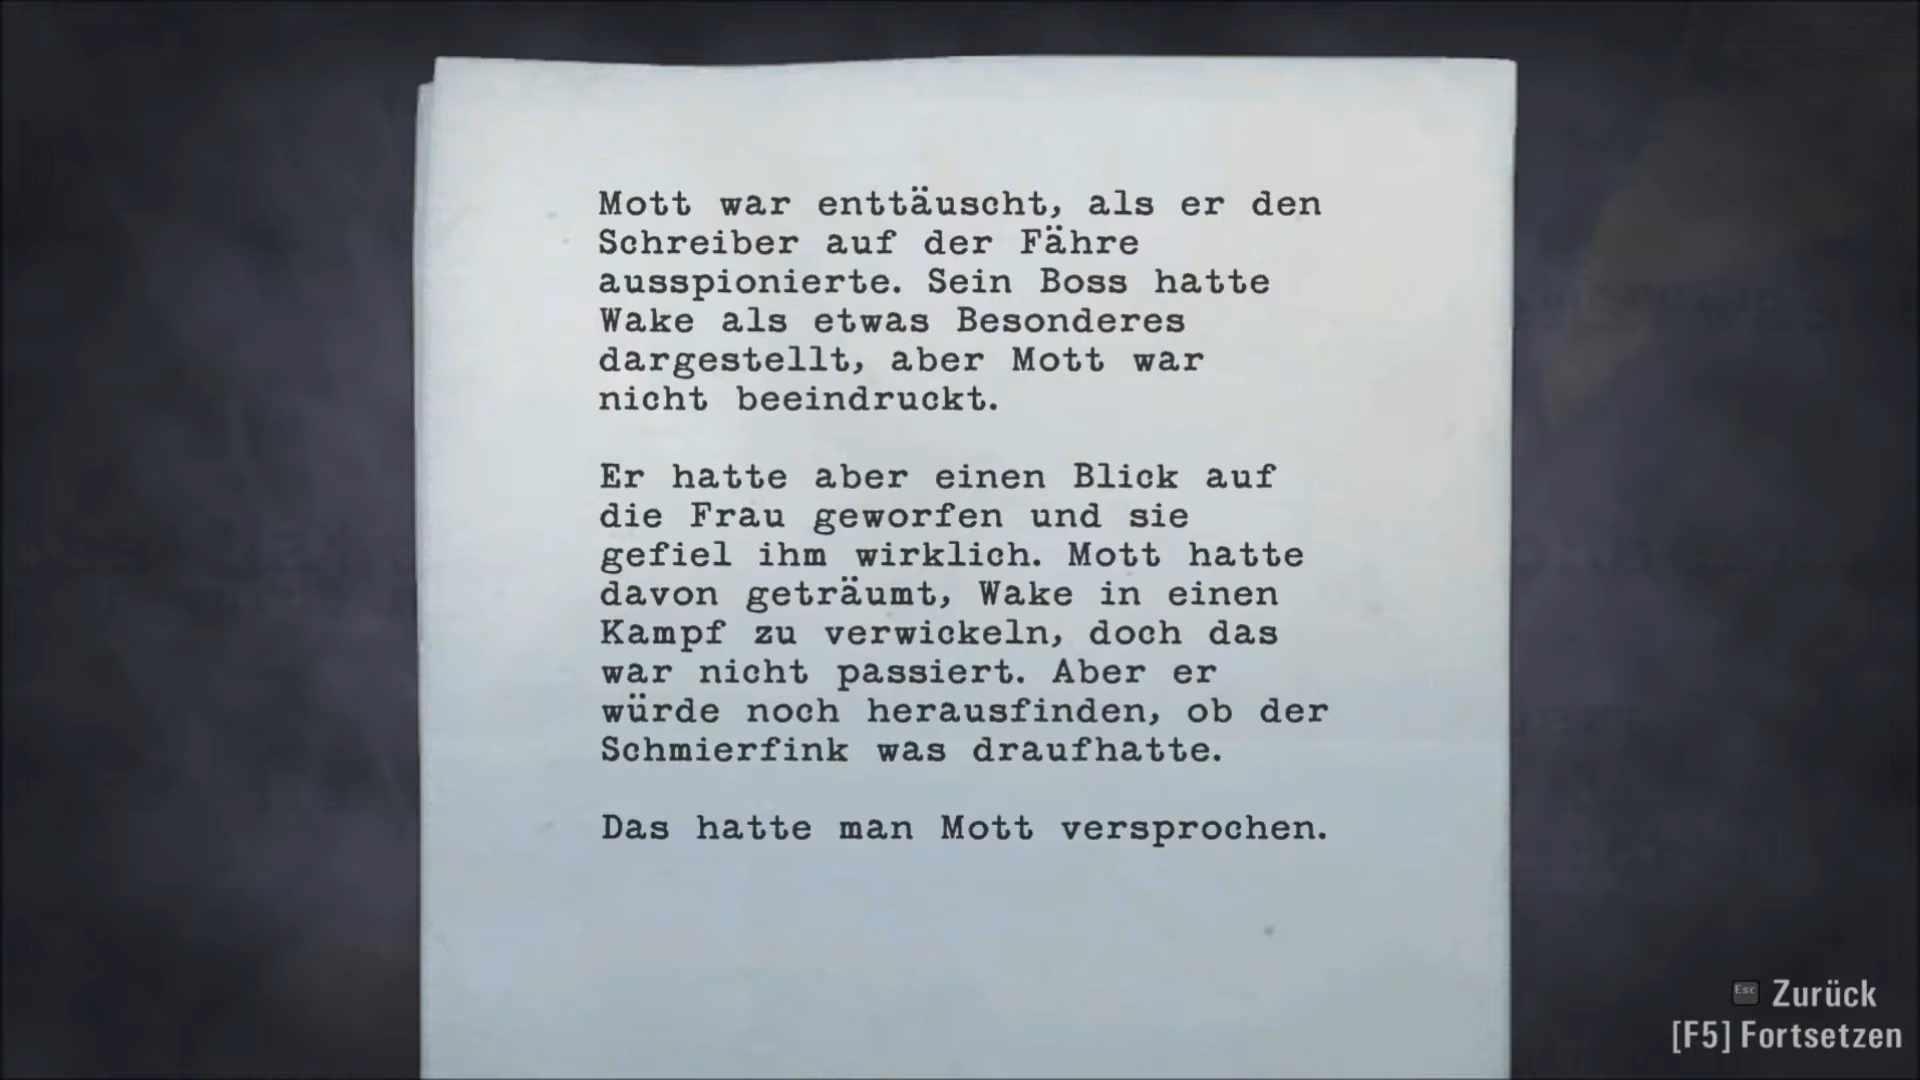 Mott war enttäuscht, als er den
Schreiber auf der Fähre
ausspionierte. Sein Boss hatte
Wake als etwas Besonderes
dargestellt, aber Mott war
nicht beeindruckt.
Er hatte aber einen Blick auf
die Frau geworfen und sie
gefiel ihm wirklich. Mott hatte
davon geträumt, Wake in einen
Kampf zu verwickeln, doch das
war nicht passiert. Aber er
würde noch herausfinden, ob der
Schmierfink was draufhatte.
Das hatte man Mott versprochen.
Esc Zurück
[F5] Fortsetzen